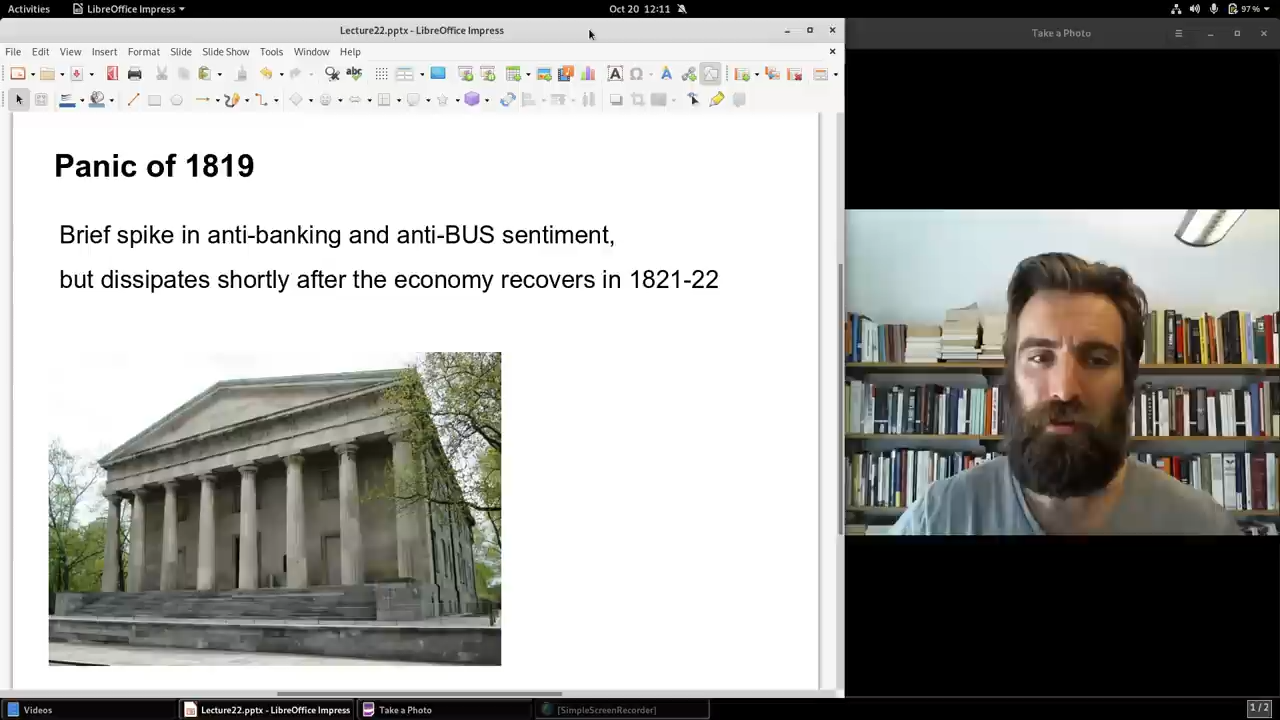 Activities
LibreOffice Impress
Oct 20 12:11
97 %
Lecture22.pptx - LibreOffice Impress
Take a Photo
File Edit View Insert Format Slide Slide Show Tools Window Help
Panic of 1819
Brief spike in anti-banking and anti-BUS sentiment,
but dissipates shortly after the economy recovers in 1821-22
Videos
Lecture22.pptx - LibreOffice Impress
Take a Photo
[SimpleScreenRecorder]
1 / 2